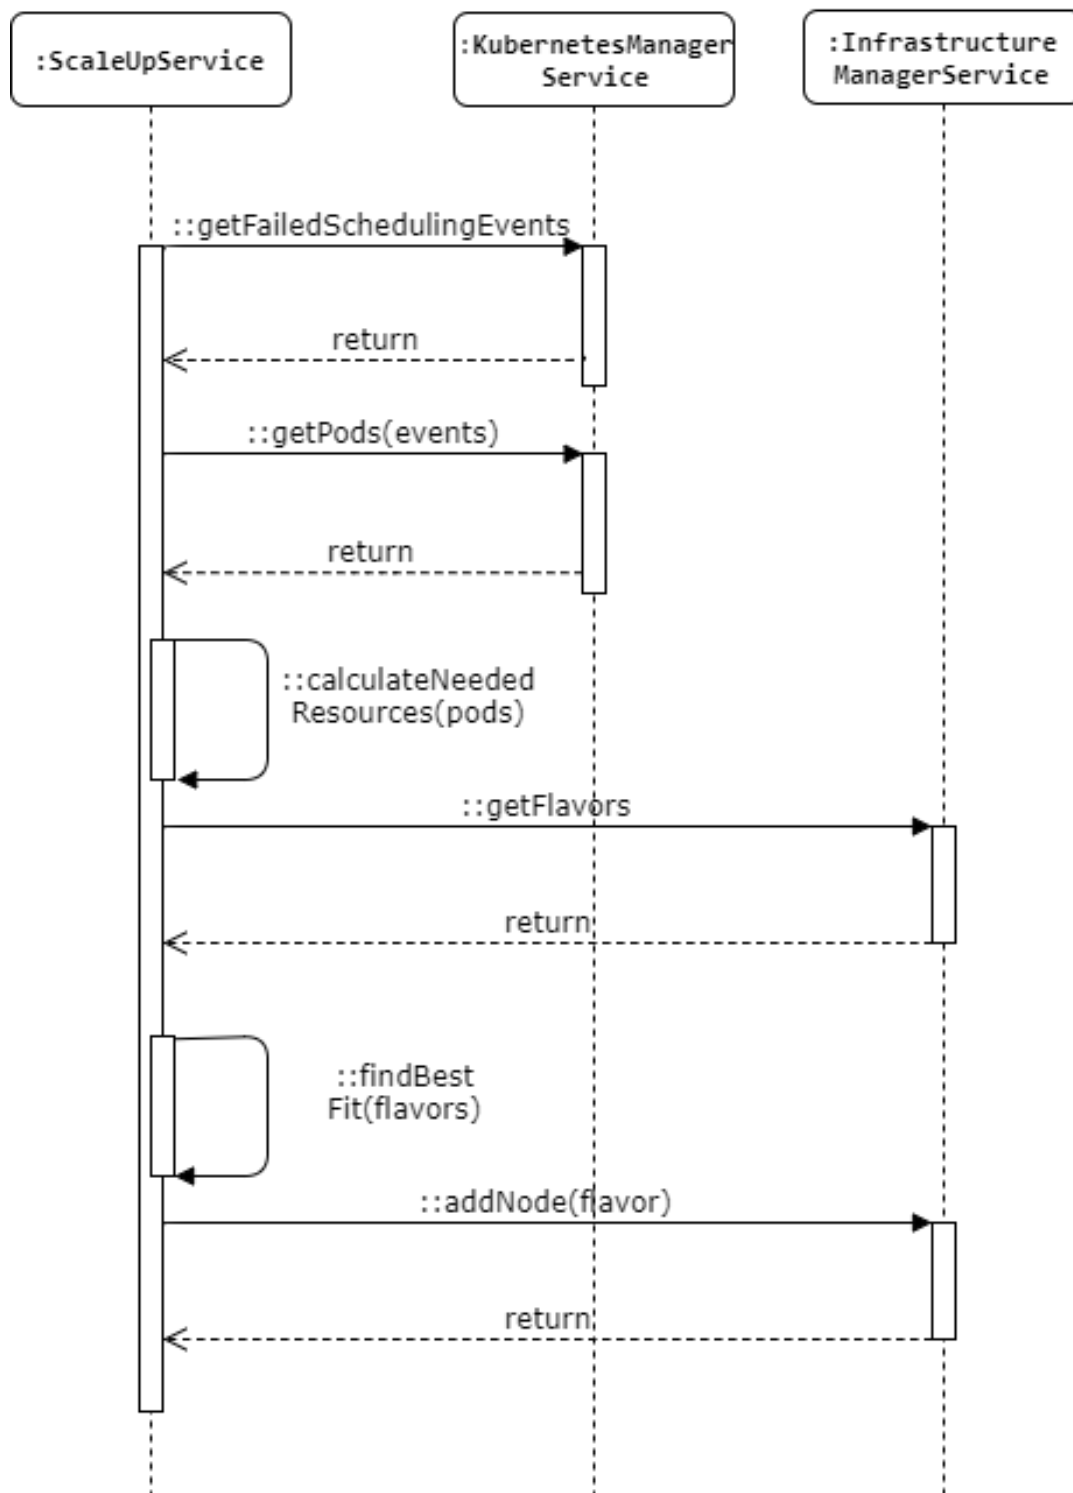 :ScaleUpService
:KubernetesManager
Service
:Infrastructure
ManagerService
::getFailedSchedulingEvents
return
::getPods(events)
return
::calculateNeeded
Resources(pods)
::getFlavors
return
::findBest
Fit(flavors)
::addNode(flavor)
return